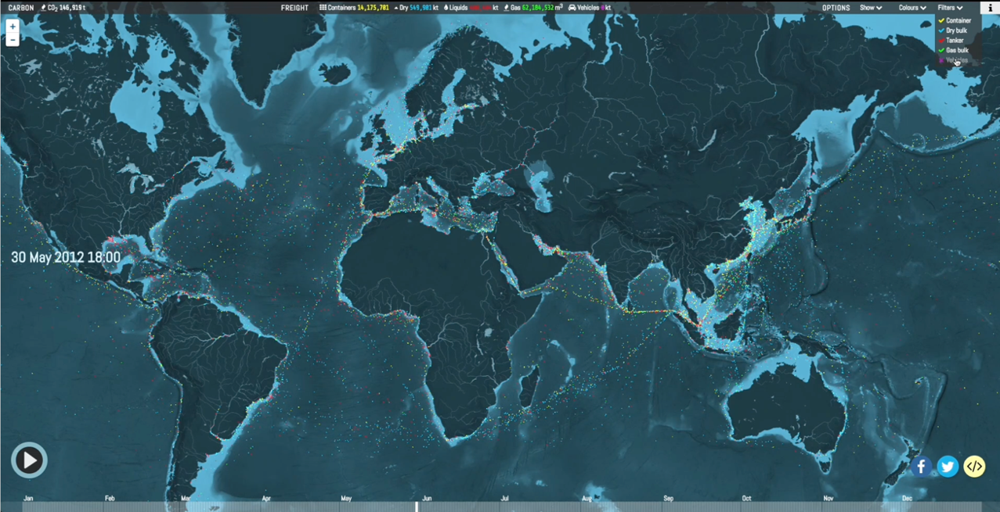 CARBON CO₂ 146,919 t FREIGHT Containers 14,175,781 Dry 549,981 kt Liquids kt Gas 62,184,532 m³ Vehicles kt OPTIONS Show Colours Filters i
+
−
Container
Dry bulk
Tanker
Gas bulk
Vehicles
30 May 2012 18:00
f </>
Jan Feb Mar Apr May Jun Jul Aug Sep Oct Nov Dec